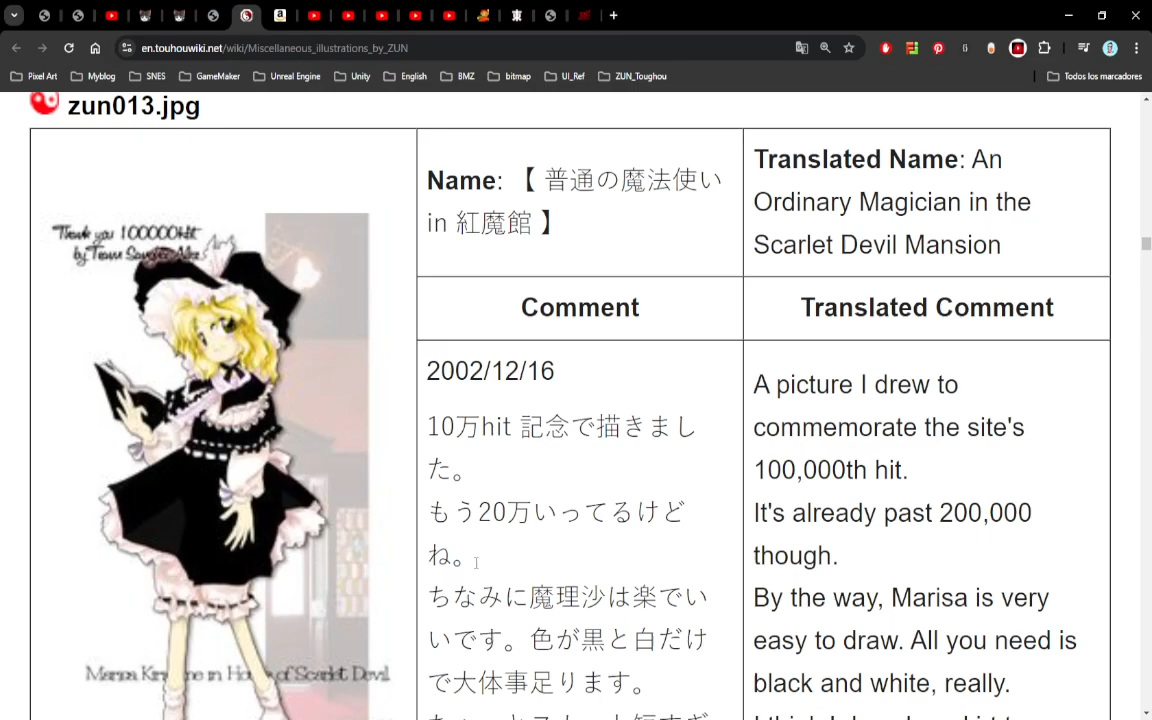 en.touhouwiki.net/wiki/Miscellaneous_illustrations_by_ZUN
Pixel Art
Myblog
SNES
GameMaker
Unreal Engine
Unity
English
BMZ
bitmap
UI_Ref
ZUN_Toughou
Todos los marcadores
zun013.jpg
Thank you 100000Hit
by Team
Marisa in House of Scarlet Devil
Name: 【 普通の魔法使い
in 紅魔館 】
Translated Name: An
Ordinary Magician in the
Scarlet Devil Mansion
Comment
Translated Comment
2002/12/16
10万hit 記念で描きまし
た。
もう20万いってるけど
ね。
ちなみに魔理沙は楽でい
いです。色が黒と白だけ
で大体事足ります。
A picture I drew to
commemorate the site's
100,000th hit.
It's already past 200,000
though.
By the way, Marisa is very
easy to draw. All you need is
black and white, really.